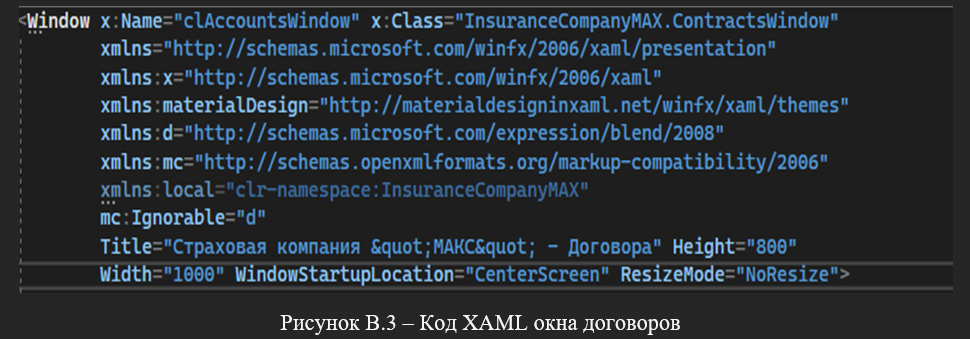 <Window x:Name="clAccountsWindow" x:Class="InsuranceCompanyMAX.ContractsWindow"
xmlns="http://schemas.microsoft.com/winfx/2006/xaml/presentation"
xmlns:x="http://schemas.microsoft.com/winfx/2006/xaml"
xmlns:materialDesign="http://materialdesigninxaml.net/winfx/xaml/themes"
xmlns:d="http://schemas.microsoft.com/expression/blend/2008"
xmlns:mc="http://schemas.openxmlformats.org/markup-compatibility/2006"
xmlns:local="clr-namespace:InsuranceCompanyMAX"
mc:Ignorable="d"
Title="Страховая компания &quot;МАКС&quot; - Договора" Height="800"
Width="1000" WindowStartupLocation="CenterScreen" ResizeMode="NoResize">
Рисунок В.3 – Код XAML окна договоров